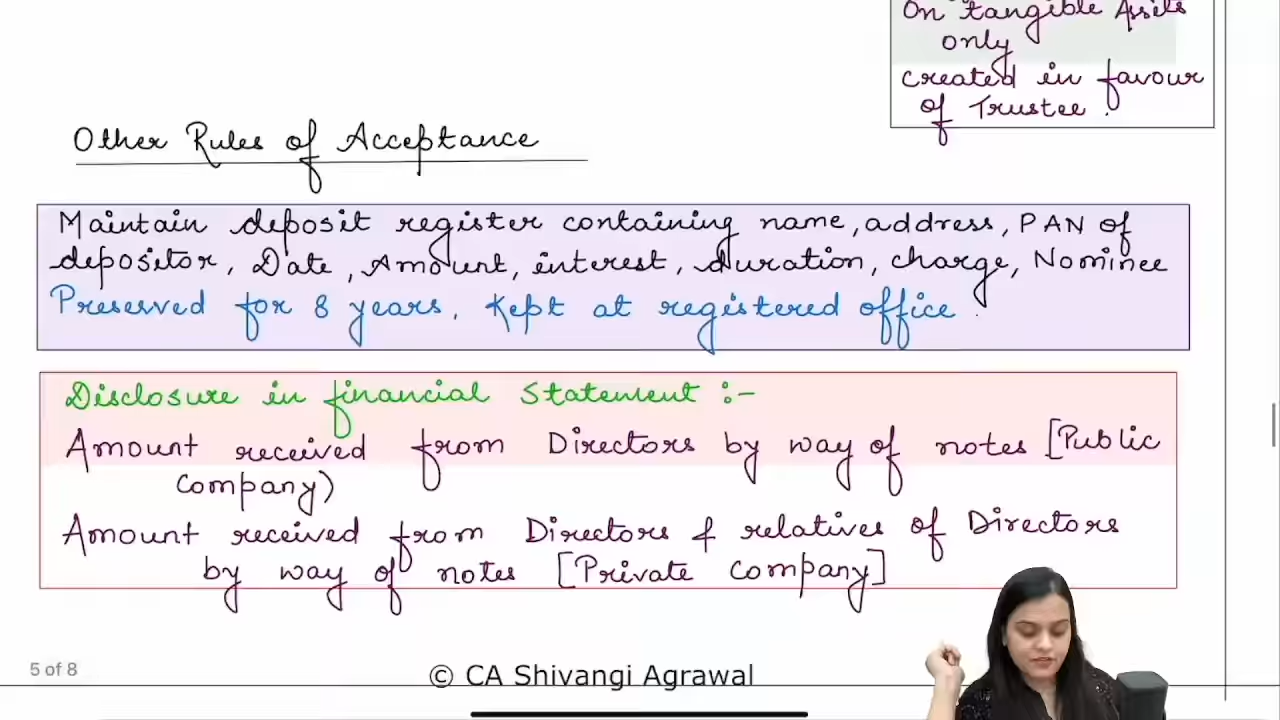 On tangible Assets
only
created in favour
of Trustee.
Other Rules of Acceptance
Maintain deposit register containing name, address, PAN of
depositor, Date, Amount, interest, duration, charge, Nominee
Preserved for 8 years, Kept at registered office.
Disclosure in financial Statement :-
Amount received from Directors by way of notes [Public
Company)
Amount received from Directors & relatives of Directors
by way of notes [Private Company]
5 of 8
© CA Shivangi Agrawal